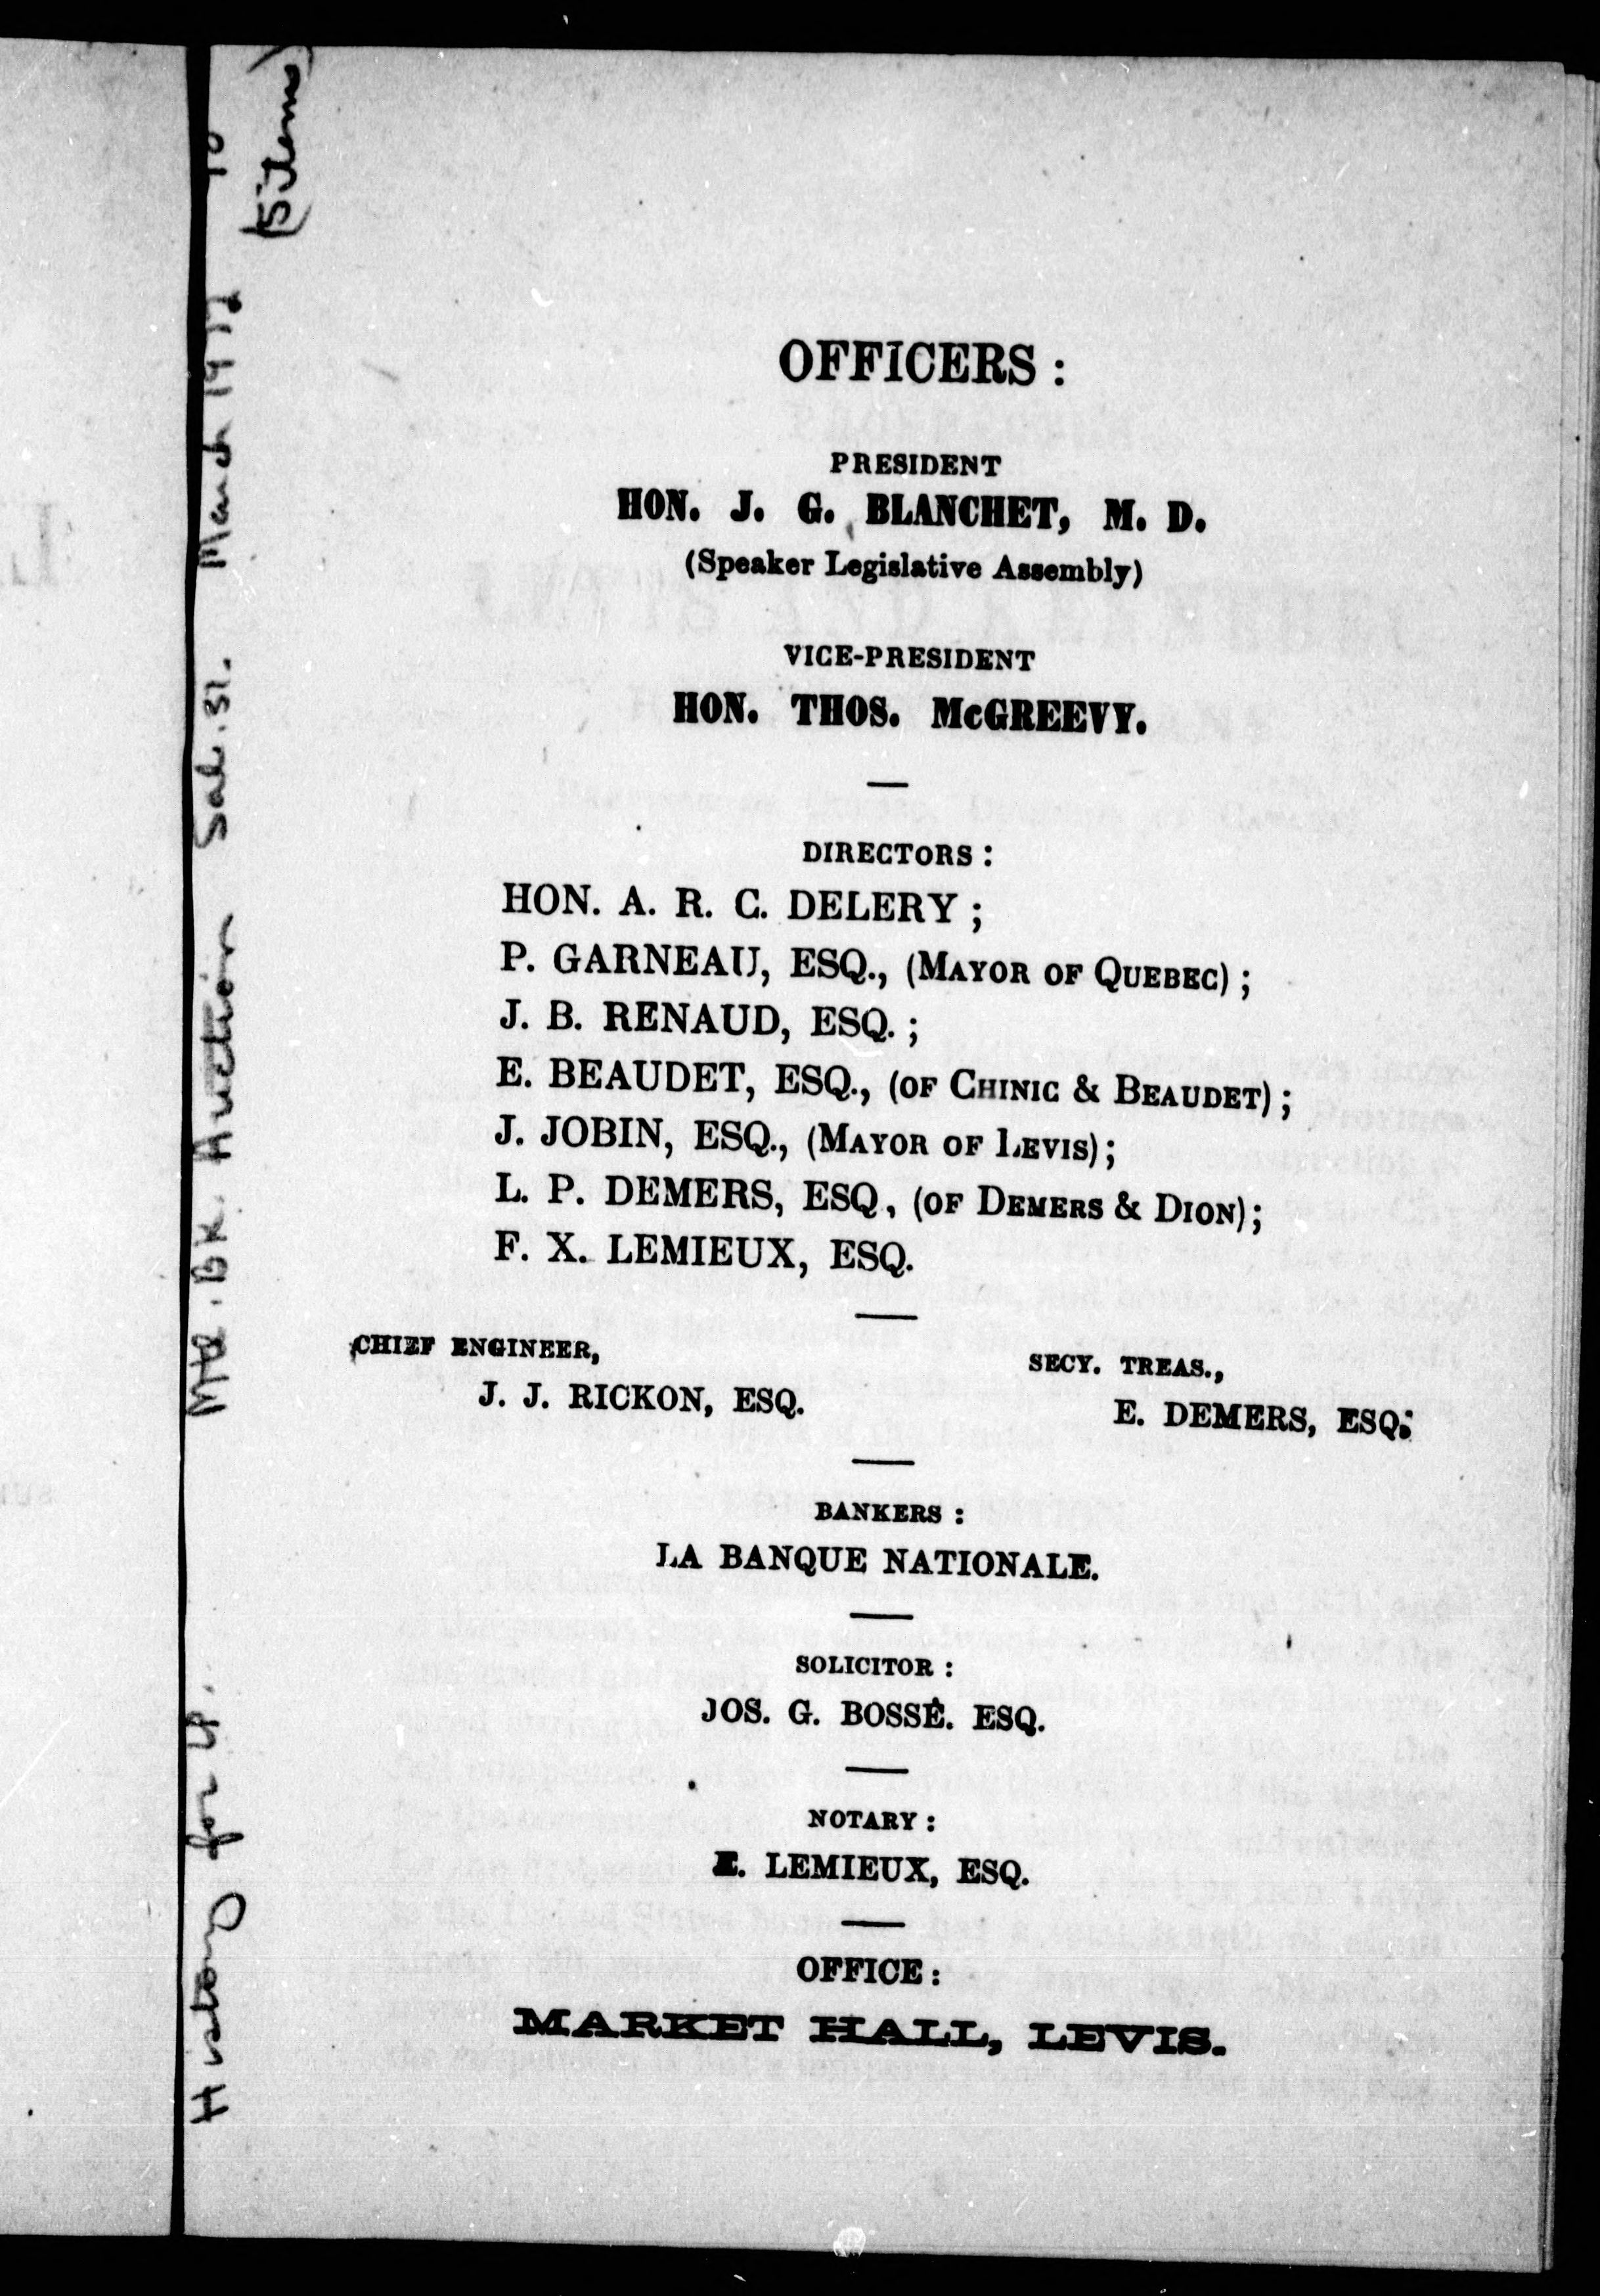 OFFICERS :
PRESIDENT
HON. J. G. BLANCHET, M. D.
(Speaker Legislative Assembly)
VICE-PRESIDENT
HON. THOS. McGREEVY.
DIRECTORS :
HON. A. R. C. DELERY ;
P. GARNEAU, ESQ., (MAYOR OF QUEBEC) ;
J. B. RENAUD, ESQ. ;
E. BEAUDET, ESQ., (OF CHINIC & BEAUDET) ;
J. JOBIN, ESQ., (MAYOR OF LEVIS) ;
L. P. DEMERS, ESQ., (OF DEMERS & DION) ;
F. X. LEMIEUX, ESQ.
CHIEF ENGINEER,
J. J. RICKON, ESQ.
SECY. TREAS.,
E. DEMERS, ESQ.
BANKERS :
LA BANQUE NATIONALE.
SOLICITOR :
JOS. G. BOSSÉ. ESQ.
NOTARY :
E. LEMIEUX, ESQ.
OFFICE :
MARKET HALL, LEVIS.
History for U. Mtl. Bk. Auction Sal. 31. March 1917
(5 items)